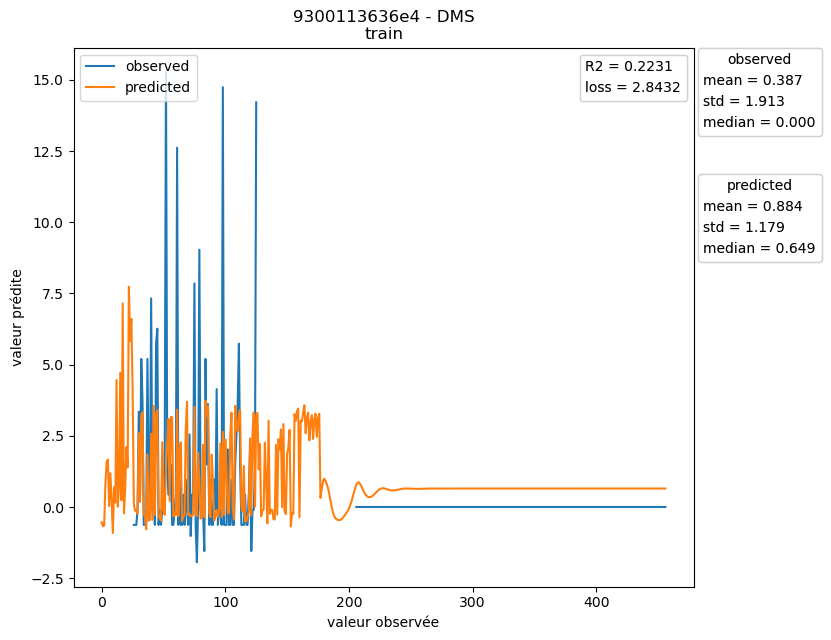 9300113636e4 - DMS
train
observed
predicted
R2 = 0.2231
loss = 2.8432
observed
mean = 0.387
std = 1.913
median = 0.000
predicted
mean = 0.884
std = 1.179
median = 0.649
15.0
12.5
10.0
7.5
5.0
2.5
0.0
−2.5
valeur prédite
0
100
200
300
400
valeur observée